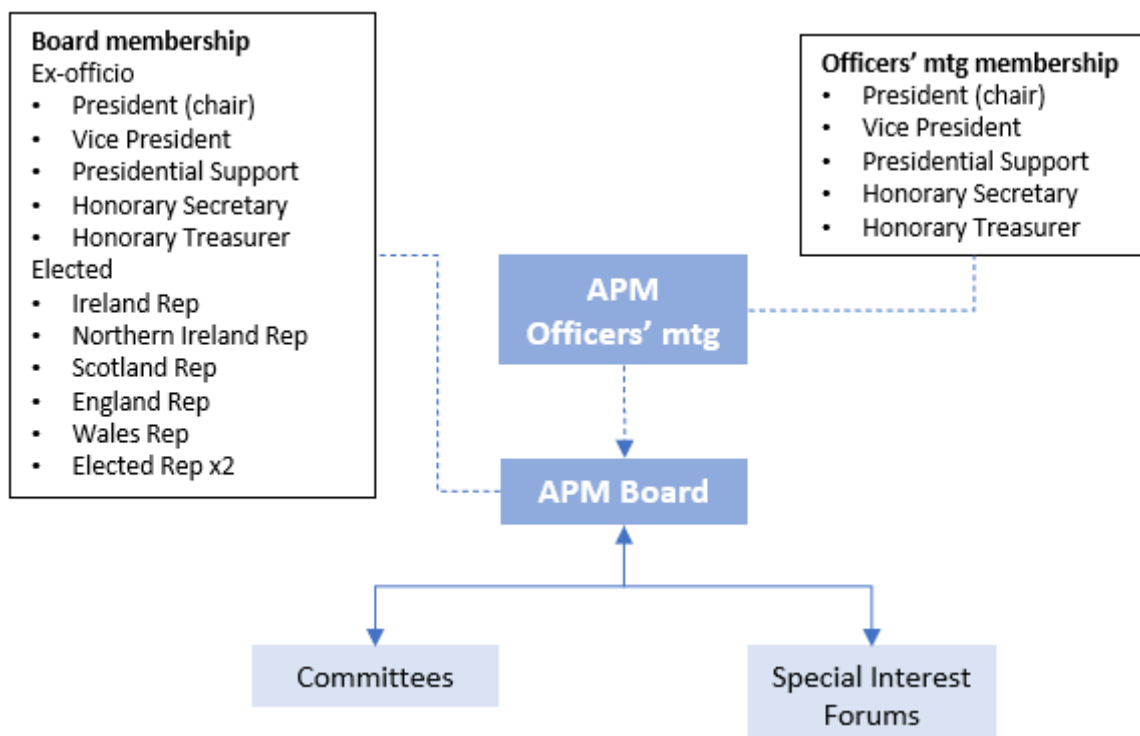 Board membership
Ex-officio
• President (chair)
• Vice President
• Presidential Support
• Honorary Secretary
• Honorary Treasurer
Elected
• Ireland Rep
• Northern Ireland Rep
• Scotland Rep
• England Rep
• Wales Rep
• Elected Rep x2
Officers’ mtg membership
• President (chair)
• Vice President
• Presidential Support
• Honorary Secretary
• Honorary Treasurer
APM
Officers’ mtg
APM Board
Committees
Special Interest
Forums